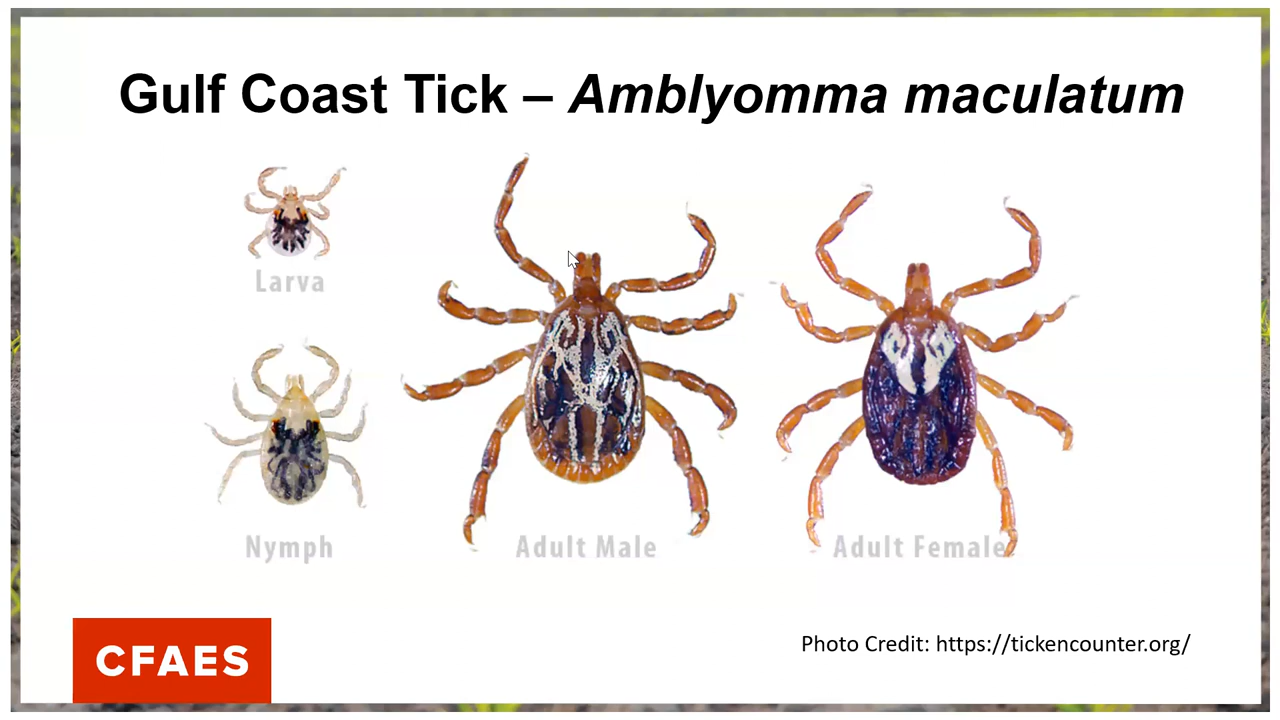 Gulf Coast Tick – Amblyomma maculatum
Larva
Nymph
Adult Male
Adult Female
CFAES
Photo Credit: https://tickencounter.org/